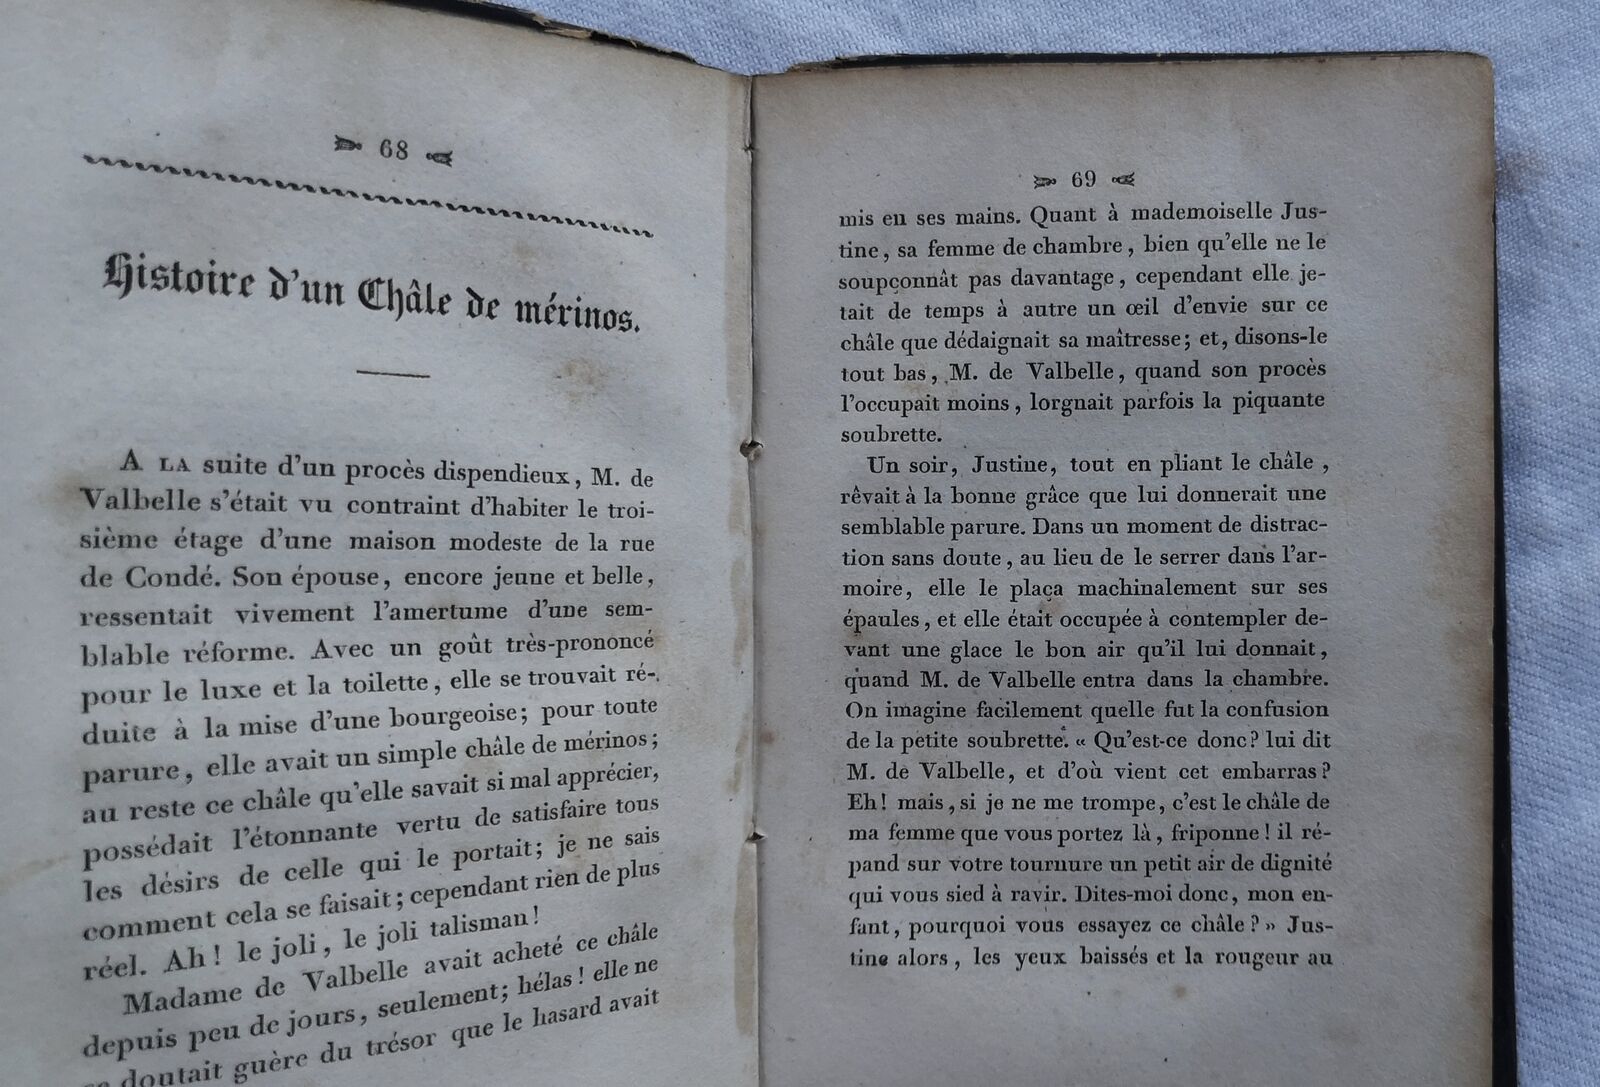 68
Histoire d'un Châle de mérinos.
A LA suite d'un procès dispendieux, M. de
Valbelle s'était vu contraint d'habiter le troi-
sième étage d'une maison modeste de la rue
de Condé. Son épouse, encore jeune et belle,
ressentait vivement l'amertume d'une sem-
blable réforme. Avec un goût très-prononcé
pour le luxe et la toilette, elle se trouvait ré-
duite à la mise d'une bourgeoise; pour toute
parure, elle avait un simple châle de mérinos;
au reste ce châle qu'elle savait si mal apprécier,
possédait l'étonnante vertu de satisfaire tous
les désirs de celle qui le portait; je ne sais
comment cela se faisait; cependant rien de plus
réel. Ah! le joli, le joli talisman!
Madame de Valbelle avait acheté ce châle
depuis peu de jours, seulement; hélas! elle ne
se doutait guère du trésor que le hasard avait
69
mis en ses mains. Quant à mademoiselle Jus-
tine, sa femme de chambre, bien qu'elle ne le
soupçonnât pas davantage, cependant elle je-
tait de temps à autre un œil d'envie sur ce
châle que dédaignait sa maîtresse; et, disons-le
tout bas, M. de Valbelle, quand son procès
l'occupait moins, lorgnait parfois la piquante
soubrette.
Un soir, Justine, tout en pliant le châle,
rêvait à la bonne grâce que lui donnerait une
semblable parure. Dans un moment de distrac-
tion sans doute, au lieu de le serrer dans l'ar-
moire, elle le plaça machinalement sur ses
épaules, et elle était occupée à contempler de-
vant une glace le bon air qu'il lui donnait,
quand M. de Valbelle entra dans la chambre.
On imagine facilement quelle fut la confusion
de la petite soubrette. « Qu'est-ce donc? lui dit
M. de Valbelle, et d'où vient cet embarras?
Eh! mais, si je ne me trompe, c'est le châle de
ma femme que vous portez là, friponne! il ré-
pand sur votre tournure un petit air de dignité
qui vous sied à ravir. Dites-moi donc, mon en-
fant, pourquoi vous essayez ce châle? » Jus-
tine alors, les yeux baissés et la rougeur au